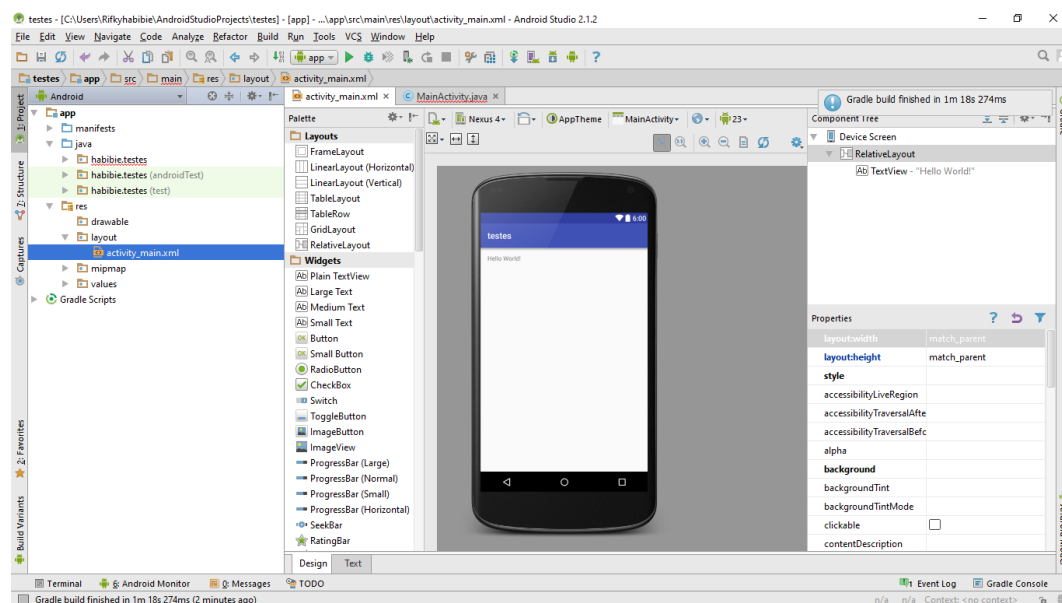 testes - [C:\Users\Rifkyhabibie\AndroidStudioProjects\testes] - [app] - ...\app\src\main\res\layout\activity_main.xml - Android Studio 2.1.2
File Edit View Navigate Code Analyze Refactor Build Run Tools VCS Window Help
app
testes app src main res layout activity_main.xml
1: Project
Z: Structure
Captures
2: Favorites
Build Variants
Android
app
manifests
java
habibie.testes
habibie.testes (androidTest)
habibie.testes (test)
res
drawable
layout
activity_main.xml
mipmap
values
Gradle Scripts
activity_main.xml MainActivity.java
Palette
Layouts
FrameLayout
LinearLayout (Horizontal)
LinearLayout (Vertical)
TableLayout
TableRow
GridLayout
RelativeLayout
Widgets
Plain TextView
Large Text
Medium Text
Small Text
Button
Small Button
RadioButton
CheckBox
Switch
ToggleButton
ImageButton
ImageView
ProgressBar (Large)
ProgressBar (Normal)
ProgressBar (Small)
ProgressBar (Horizontal)
SeekBar
RatingBar
Nexus 4 AppTheme MainActivity 23
6:00
testes
Hello World!
Design Text
Gradle build finished in 1m 18s 274ms
Component Tree
Device Screen
RelativeLayout
Ab TextView - "Hello World!"
Properties
layout:width match_parent
layout:height match_parent
style
accessibilityLiveRegion
accessibilityTraversalAfte
accessibilityTraversalBefc
alpha
background
backgroundTint
backgroundTintMode
clickable
contentDescription
Terminal 6: Android Monitor 0: Messages TODO
1 Event Log Gradle Console
Gradle build finished in 1m 18s 274ms (2 minutes ago)
n/a n/a Context: <no context>